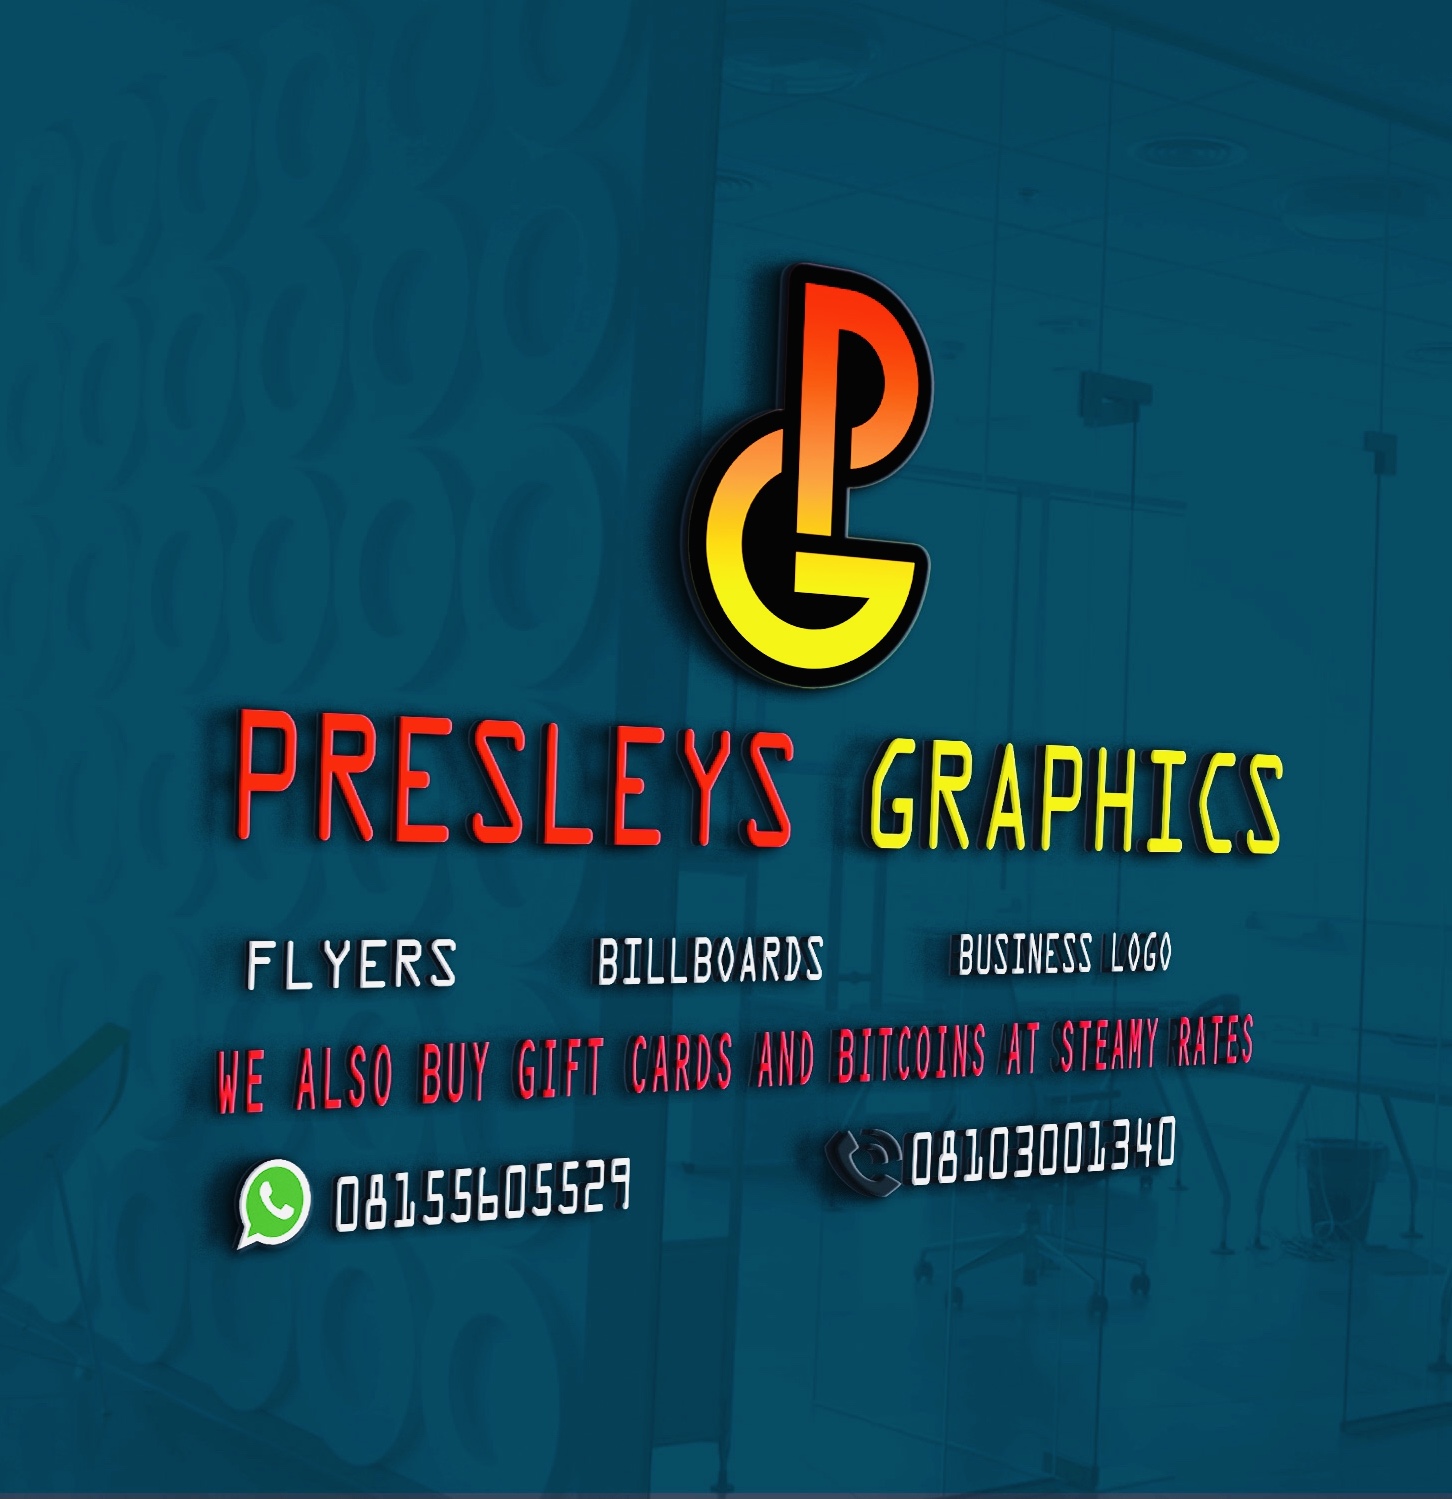 PG
PRESLEYS GRAPHICS
FLYERS BILLBOARDS BUSINESS LOGO
WE ALSO BUY GIFT CARDS AND BITCOINS AT STEAMY RATES
08155605529 08103001340